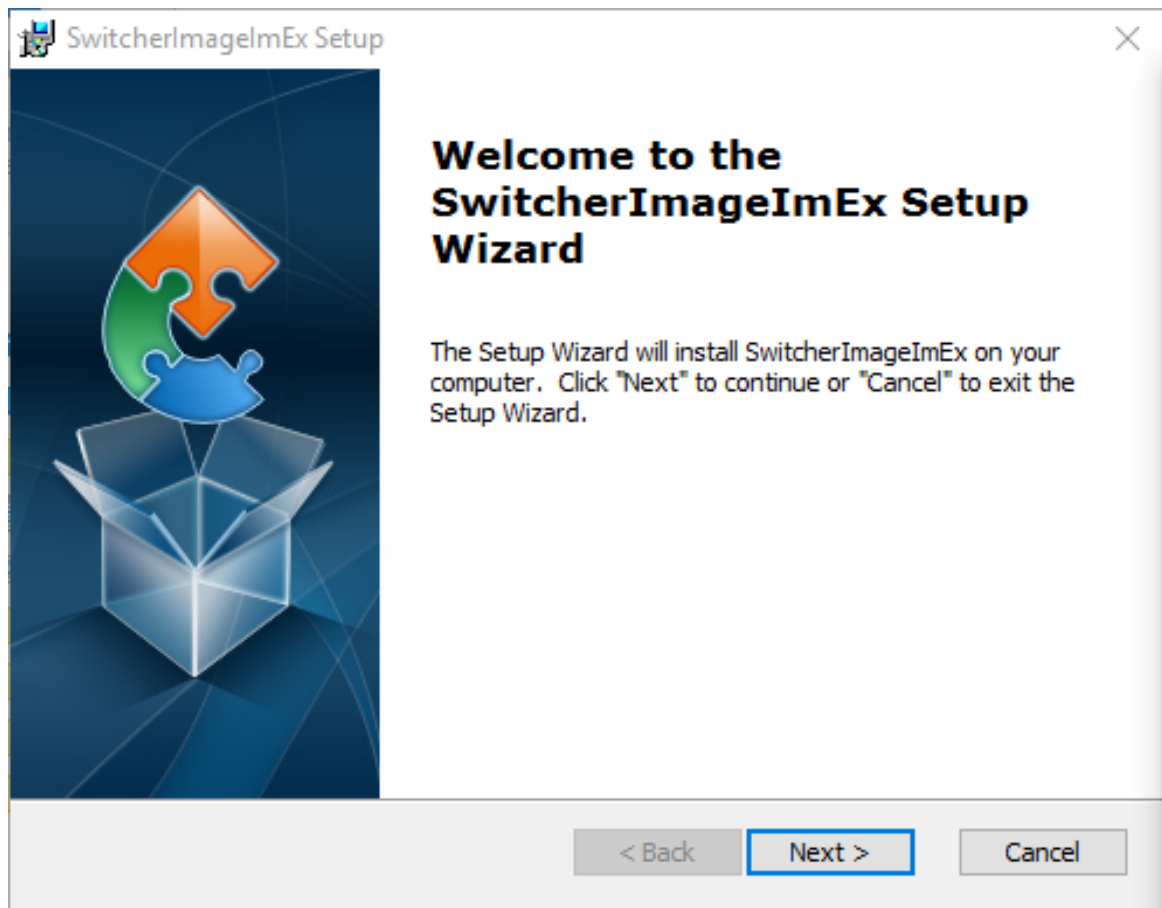 SwitcherImageImEx Setup
Welcome to the
SwitcherImageImEx Setup
Wizard
The Setup Wizard will install SwitcherImageImEx on your
computer.  Click "Next" to continue or "Cancel" to exit the
Setup Wizard.
< Back
Next >
Cancel